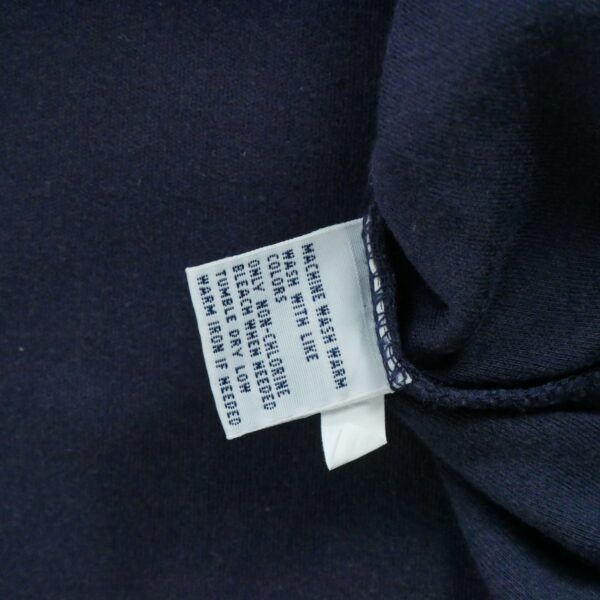 MACHINE WASH WARM
WASH WITH LIKE
COLORS
ONLY NON-CHLORINE
BLEACH WHEN NEEDED
TUMBLE DRY LOW
WARM IRON IF NEEDED